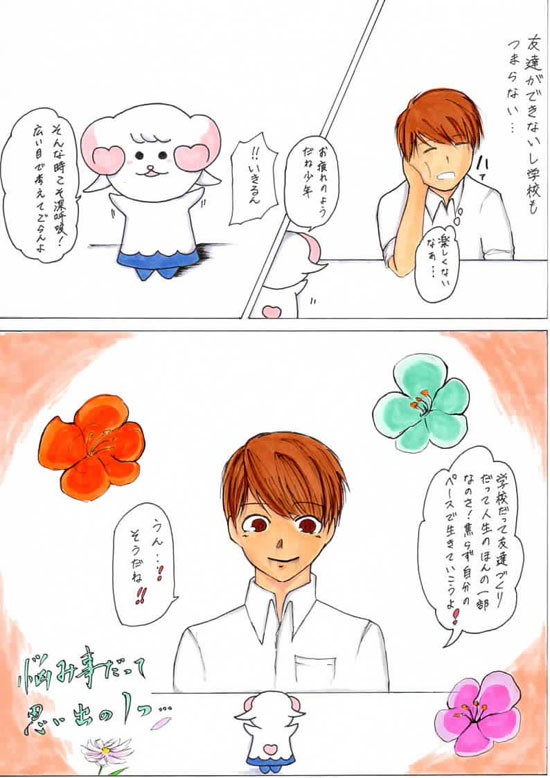 友達ができないし学校も
つまらない…
ハァ
楽しくない
なぁ…
お疲れのよう
だね少年
!!いきるん
そんな時こそ深呼吸!
広い目で考えてごらんよ
学校だって友達づくり
だって人生のほんの一部
なのさ!焦らず自分の
ペースで生きていこうよ!
うん…!
そうだね!!
悩み事だって
思い出の1つ…